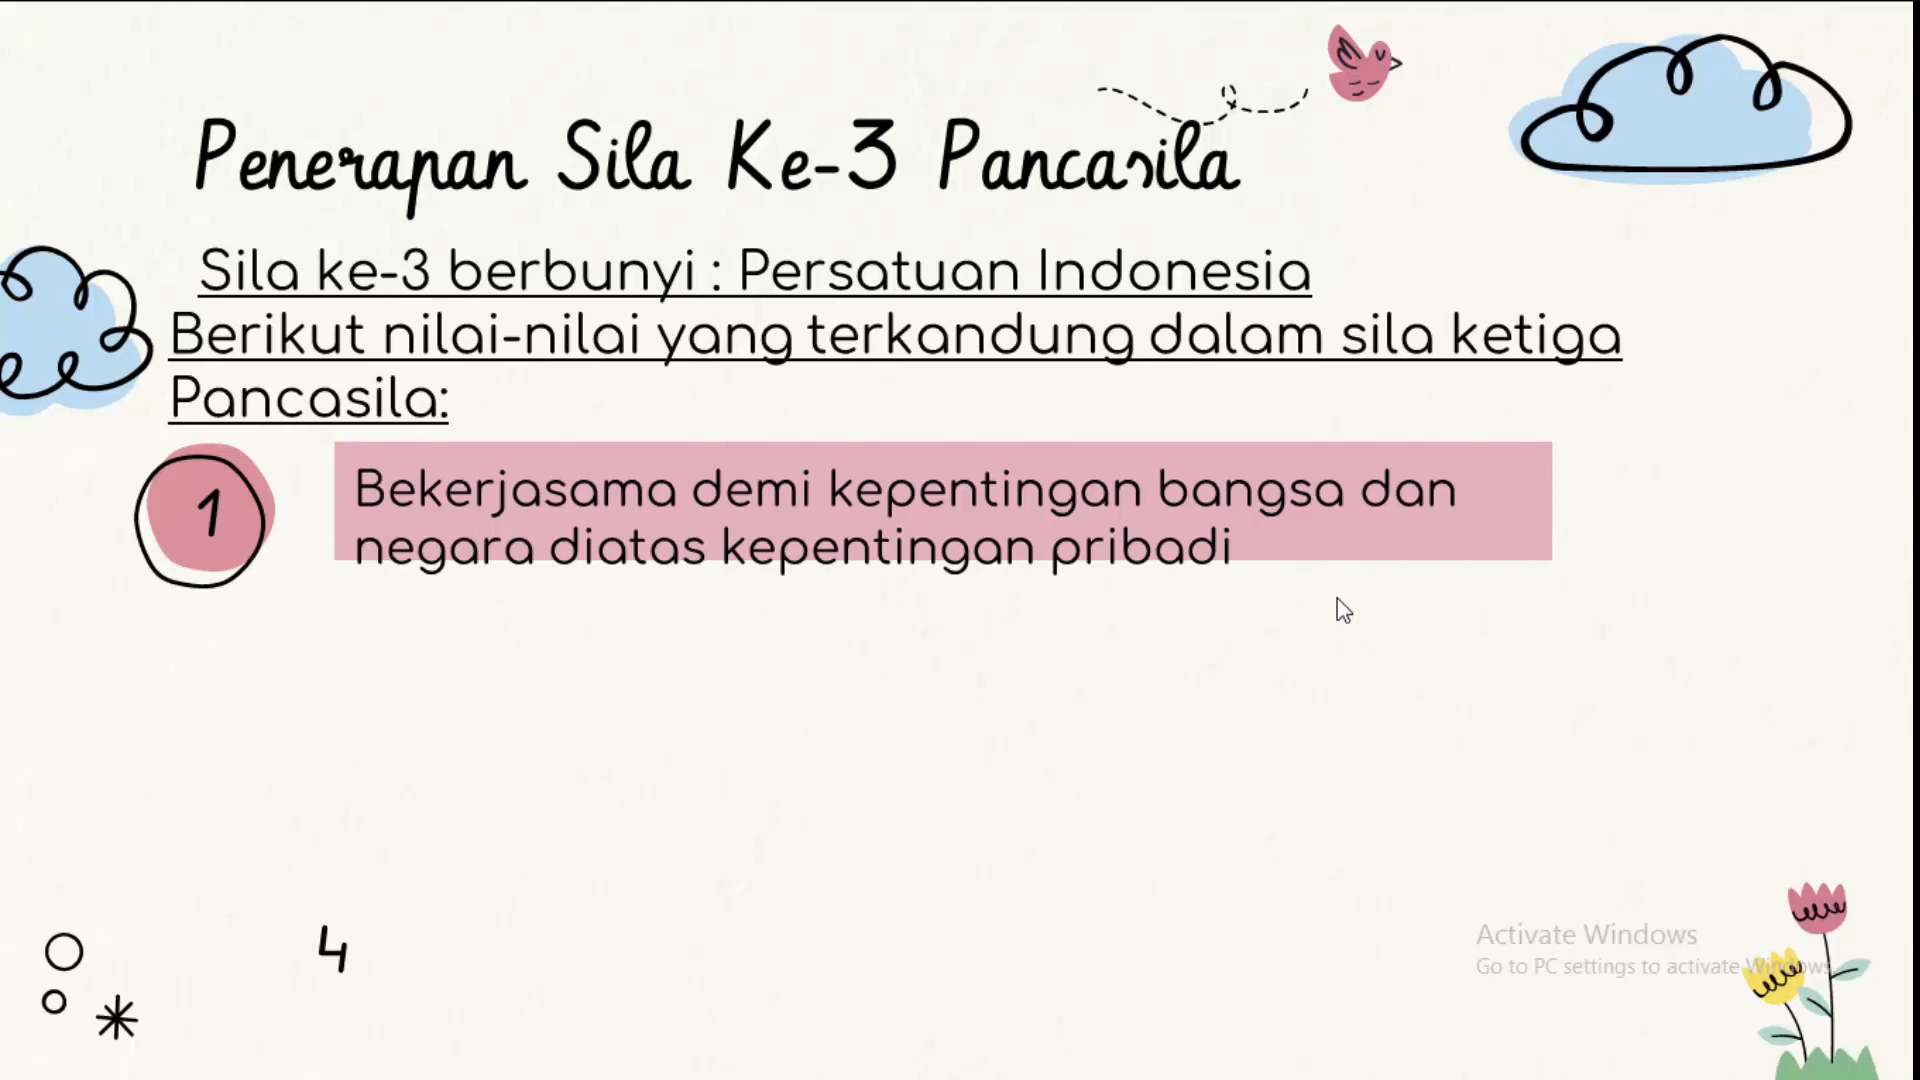 Penerapan Sila Ke-3 Pancasila
Sila ke-3 berbunyi : Persatuan Indonesia
Berikut nilai-nilai yang terkandung dalam sila ketiga
Pancasila:
1
Bekerjasama demi kepentingan bangsa dan
negara diatas kepentingan pribadi
4
Activate Windows
Go to PC settings to activate Windows.